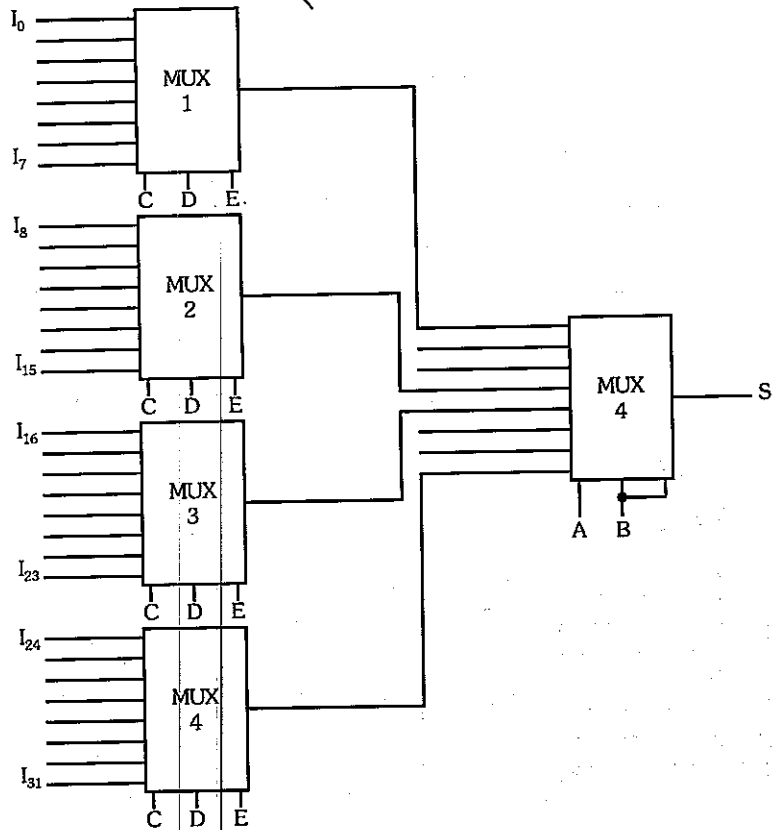 I₀
MUX
1
I₇
C D E
I₈
MUX
2
I₁₅
C D E
MUX
4
S
A B
I₁₆
MUX
3
I₂₃
C D E
I₂₄
MUX
4
I₃₁
C D E